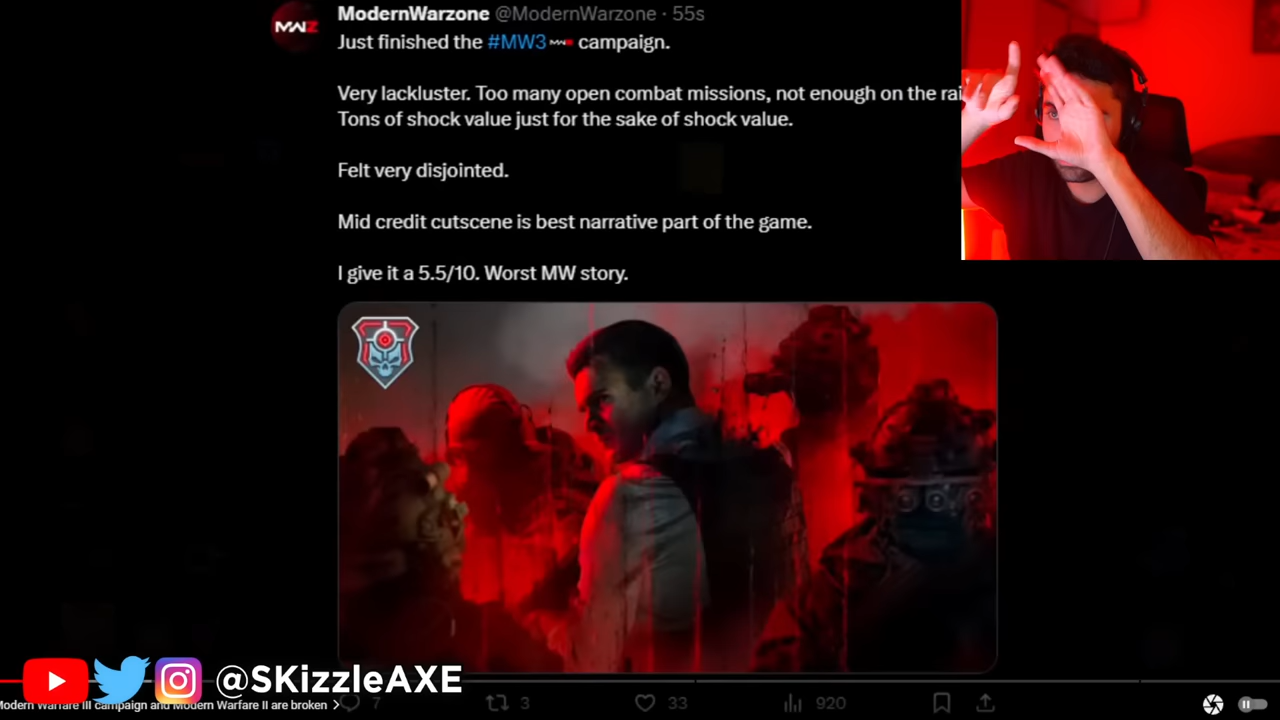 ModernWarzone @ModernWarzone · 55s
Just finished the #MW3 campaign.
Very lackluster. Too many open combat missions, not enough on the rai
Tons of shock value just for the sake of shock value.
Felt very disjointed.
Mid credit cutscene is best narrative part of the game.
I give it a 5.5/10. Worst MW story.
@SKizzleAXE
7 3 33 920
Modern Warfare III campaign and Modern Warfare II are broken >